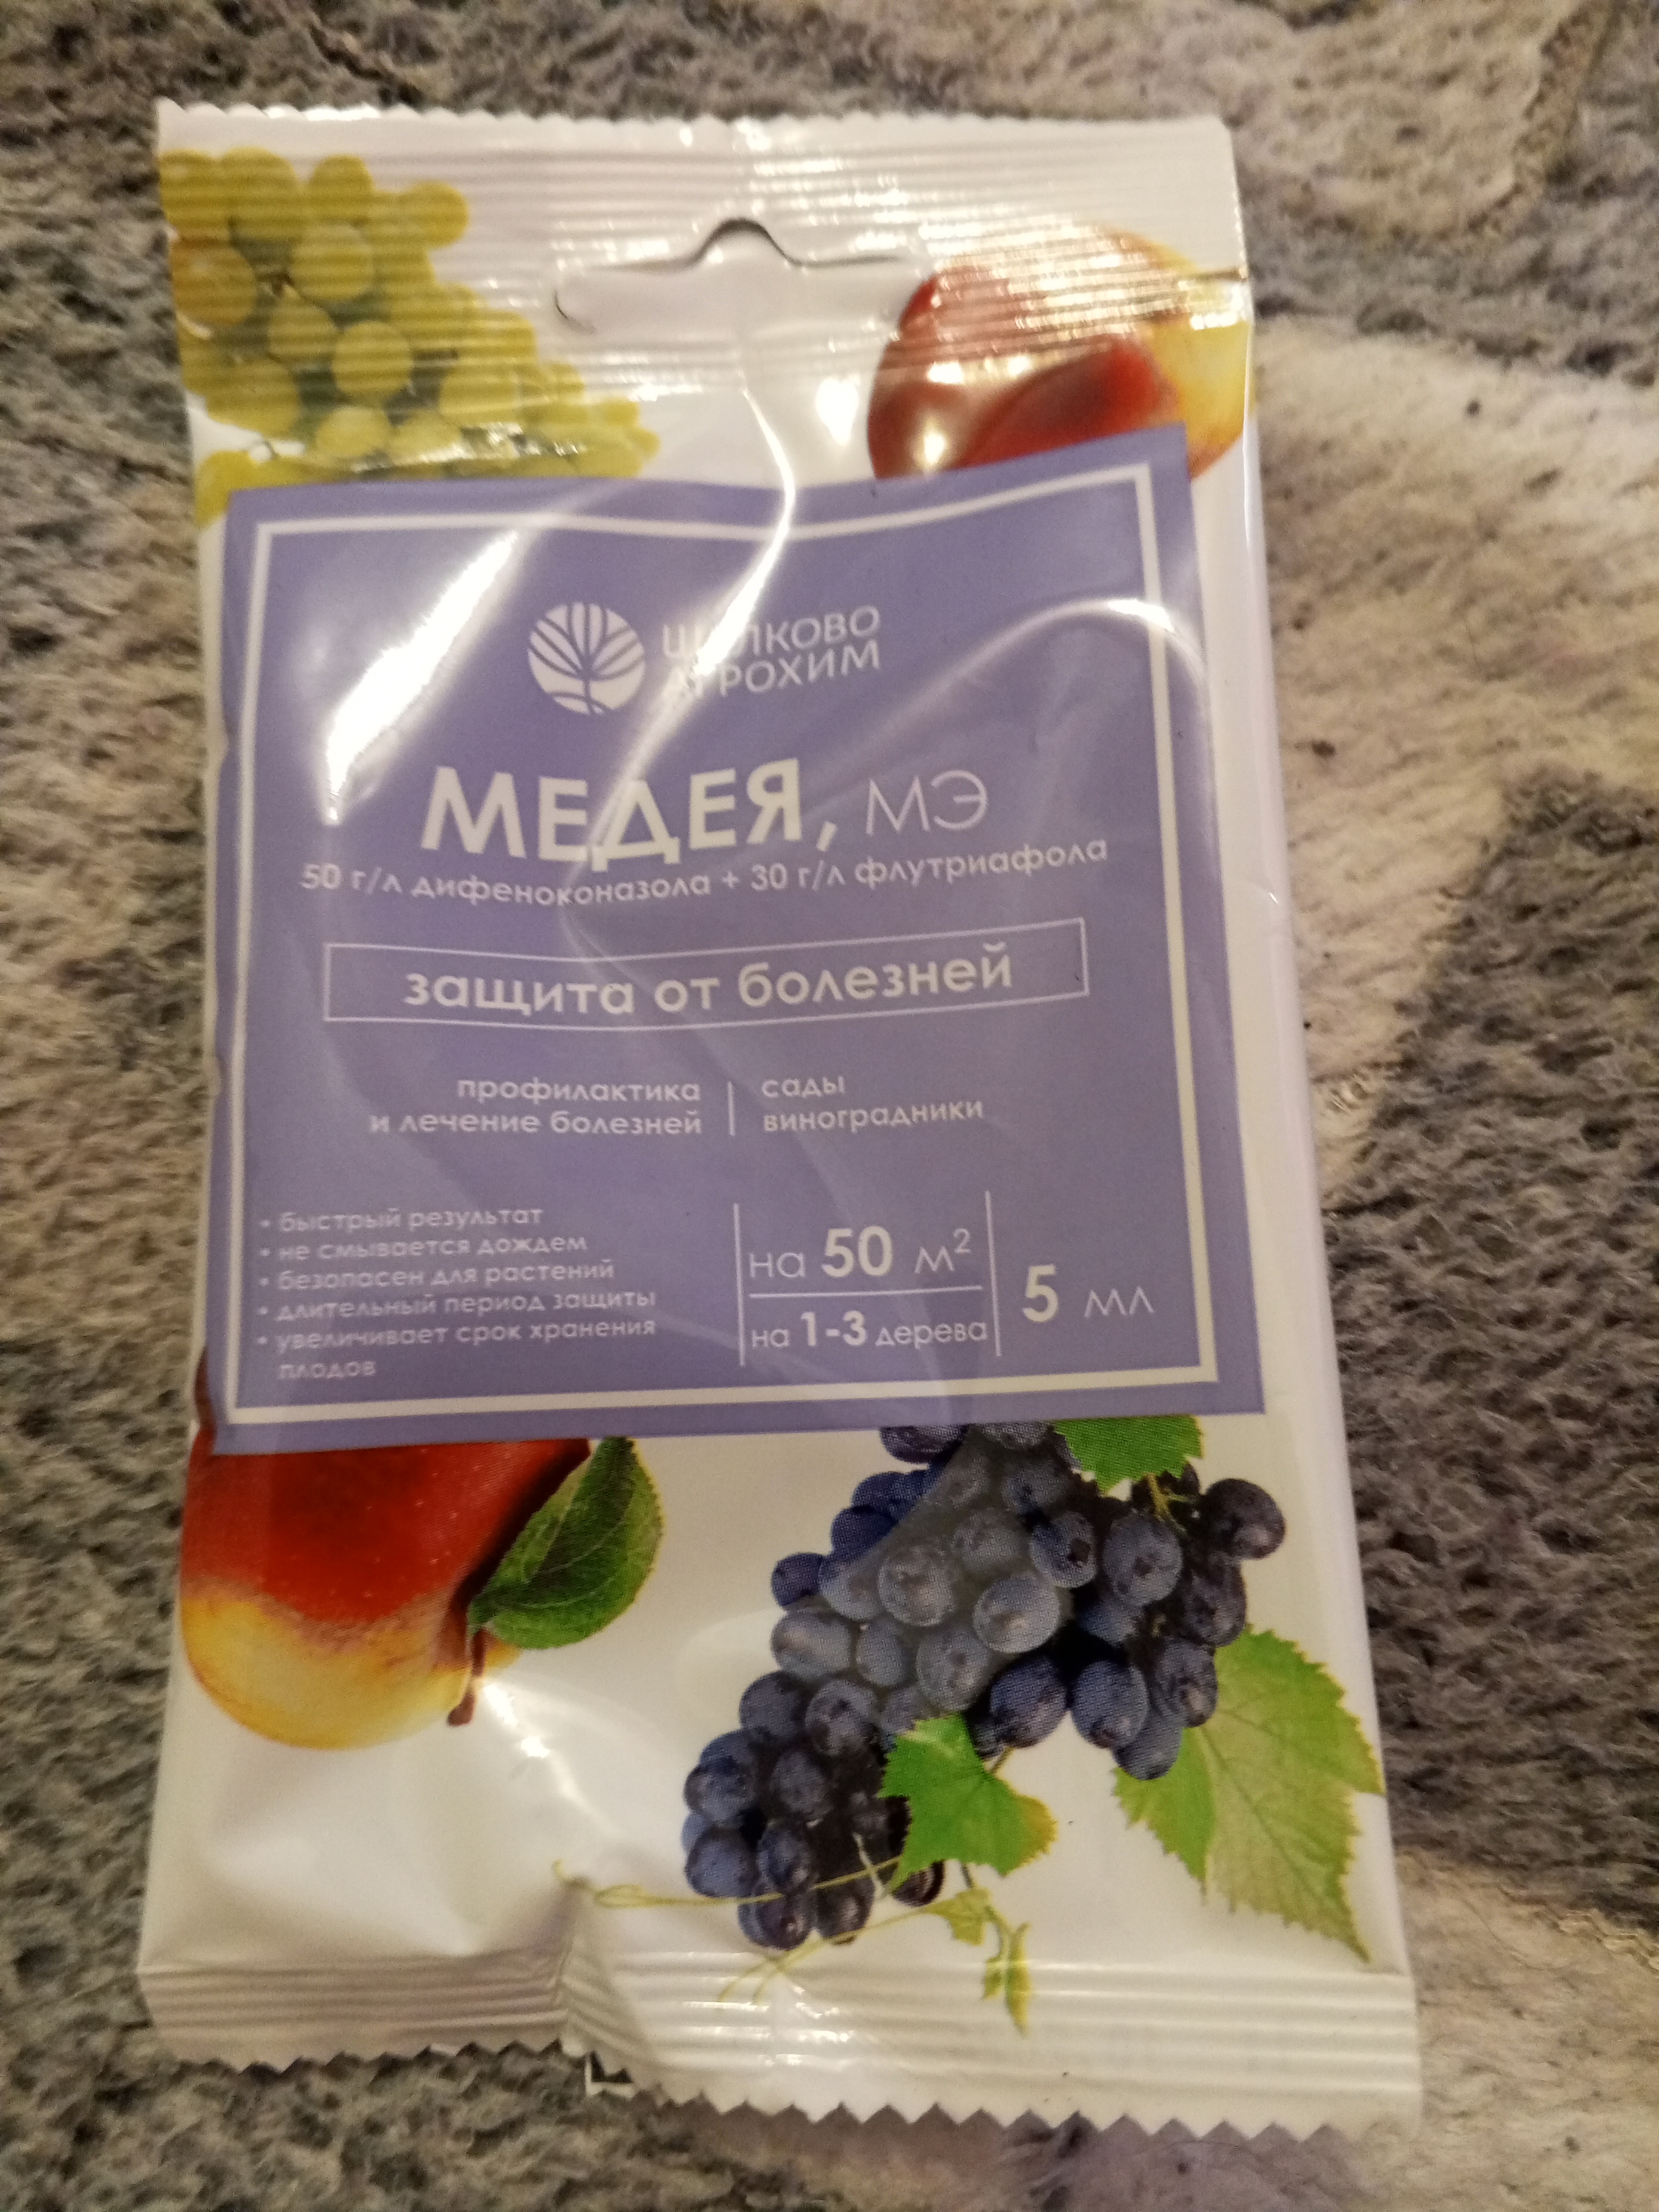 ЩЁЛКОВО
АГРОХИМ
МЕДЕЯ, МЭ
50 г/л дифеноконазола + 30 г/л флутриафола
защита от болезней
профилактика
и лечение болезней
сады
виноградники
• быстрый результат
• не смывается дождем
• безопасен для растений
• длительный период защиты
• увеличивает срок хранения
плодов
на 50 м²
на 1-3 дерева
5 мл